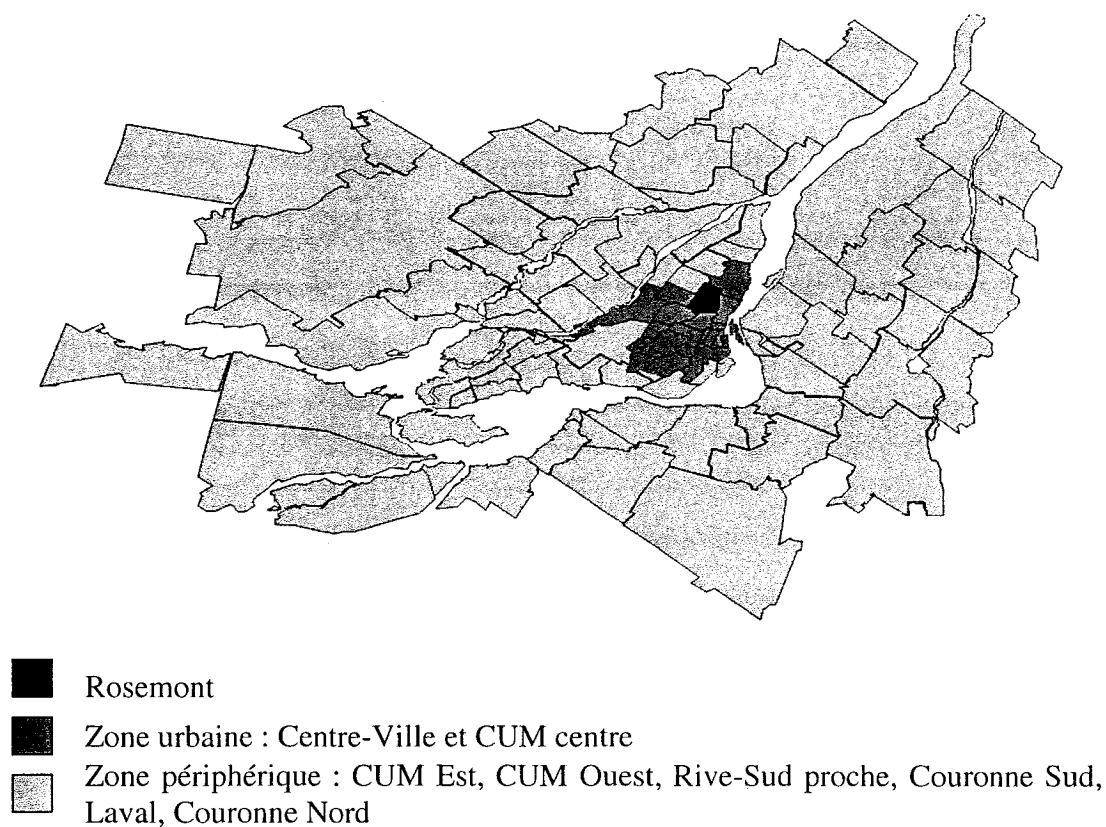 Rosemont
Zone urbaine : Centre-Ville et CUM centre
Zone périphérique : CUM Est, CUM Ouest, Rive-Sud proche, Couronne Sud,
Laval, Couronne Nord